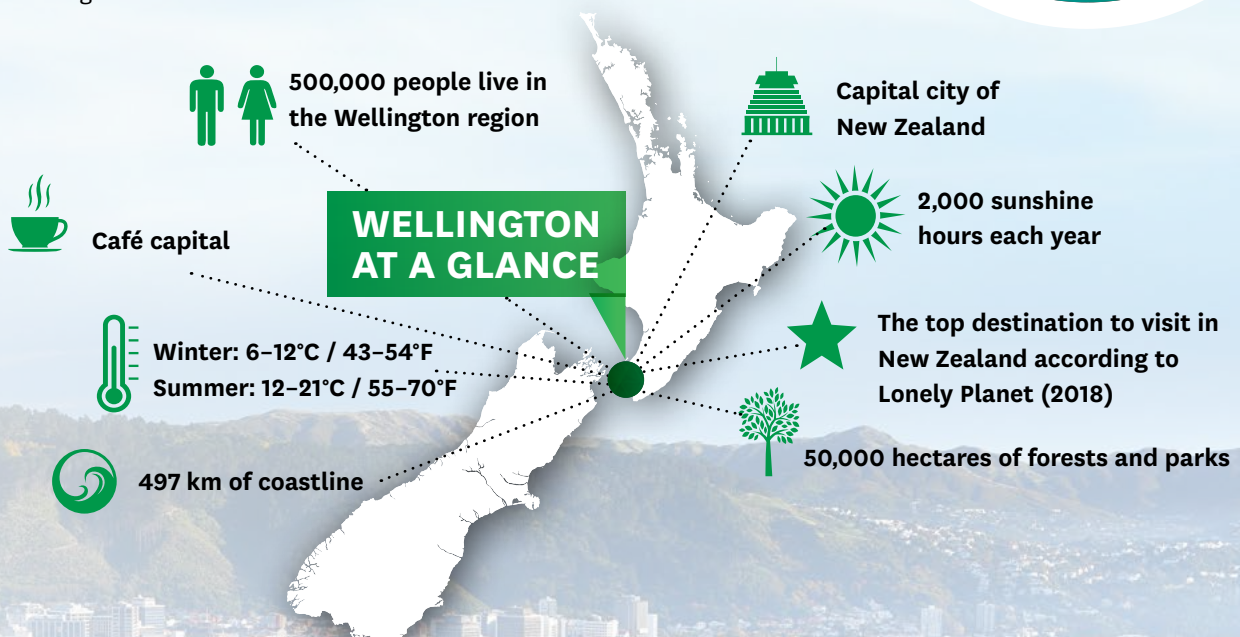 500,000 people live in
the Wellington region
Capital city of
New Zealand
Café capital
WELLINGTON
AT A GLANCE
2,000 sunshine
hours each year
Winter: 6–12°C / 43–54°F
Summer: 12–21°C / 55–70°F
The top destination to visit in
New Zealand according to
Lonely Planet (2018)
497 km of coastline
50,000 hectares of forests and parks